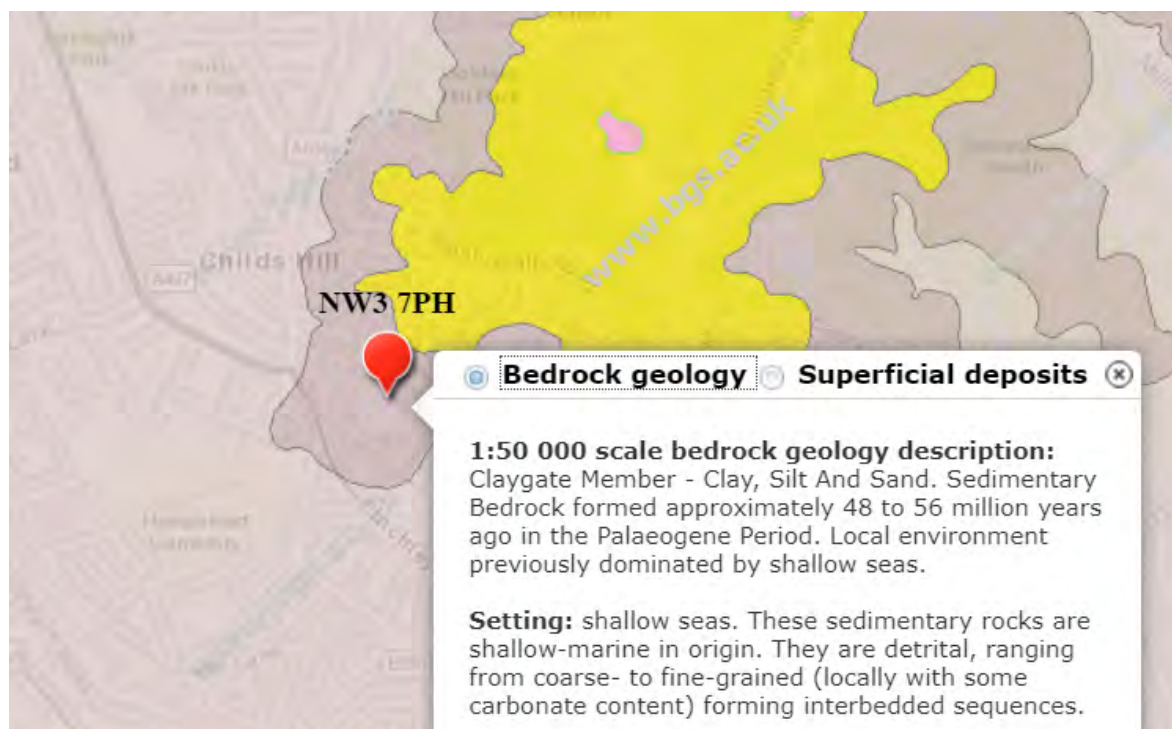 Childs Hill
www.bgs.ac.uk
NW3 7PH
Bedrock geology Superficial deposits
1:50 000 scale bedrock geology description:
Claygate Member - Clay, Silt And Sand. Sedimentary
Bedrock formed approximately 48 to 56 million years
ago in the Palaeogene Period. Local environment
previously dominated by shallow seas.
Setting: shallow seas. These sedimentary rocks are
shallow-marine in origin. They are detrital, ranging
from coarse- to fine-grained (locally with some
carbonate content) forming interbedded sequences.